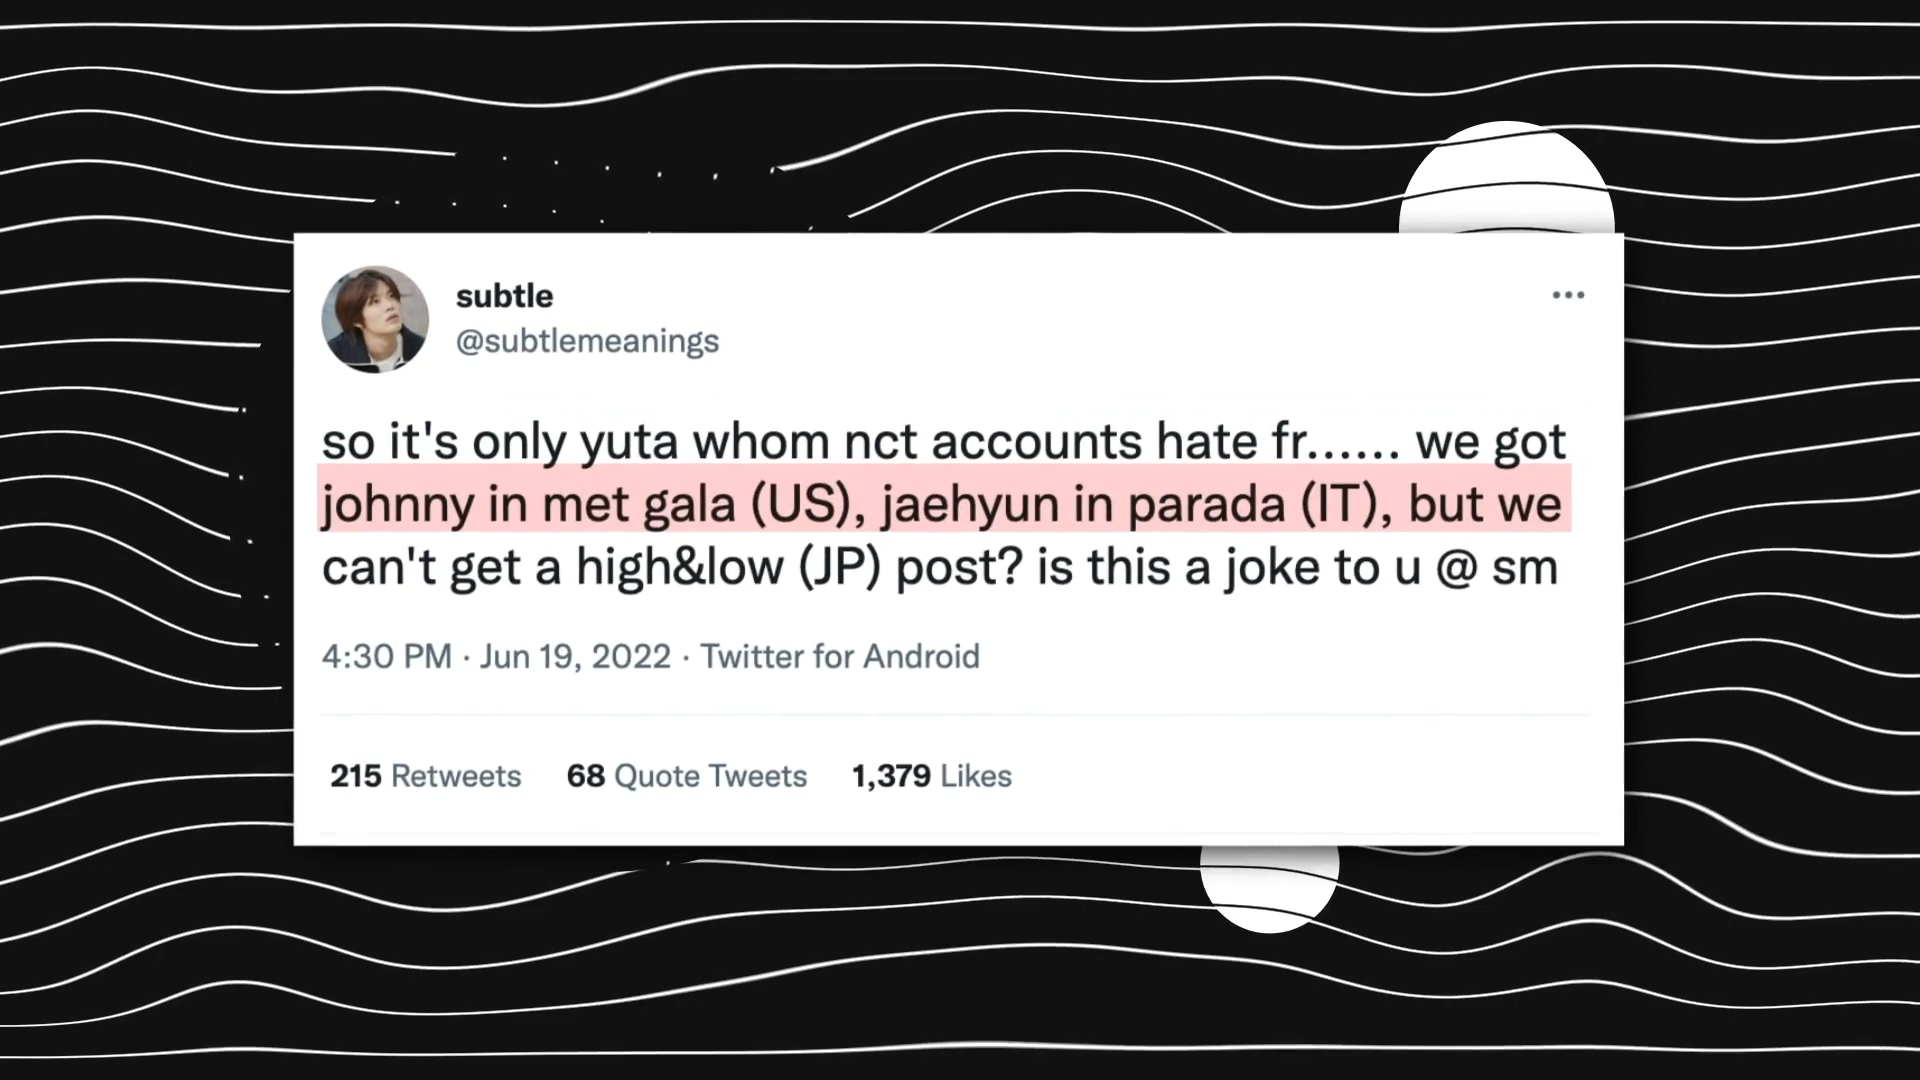 subtle
@subtlemeanings
so it's only yuta whom nct accounts hate fr...... we got
johnny in met gala (US), jaehyun in parada (IT), but we
can't get a high&low (JP) post? is this a joke to u @ sm
4:30 PM · Jun 19, 2022 · Twitter for Android
215 Retweets 68 Quote Tweets 1,379 Likes